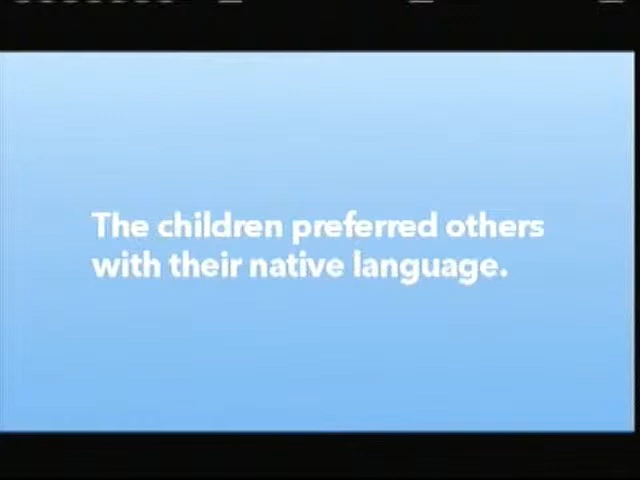 The children preferred others
with their native language.